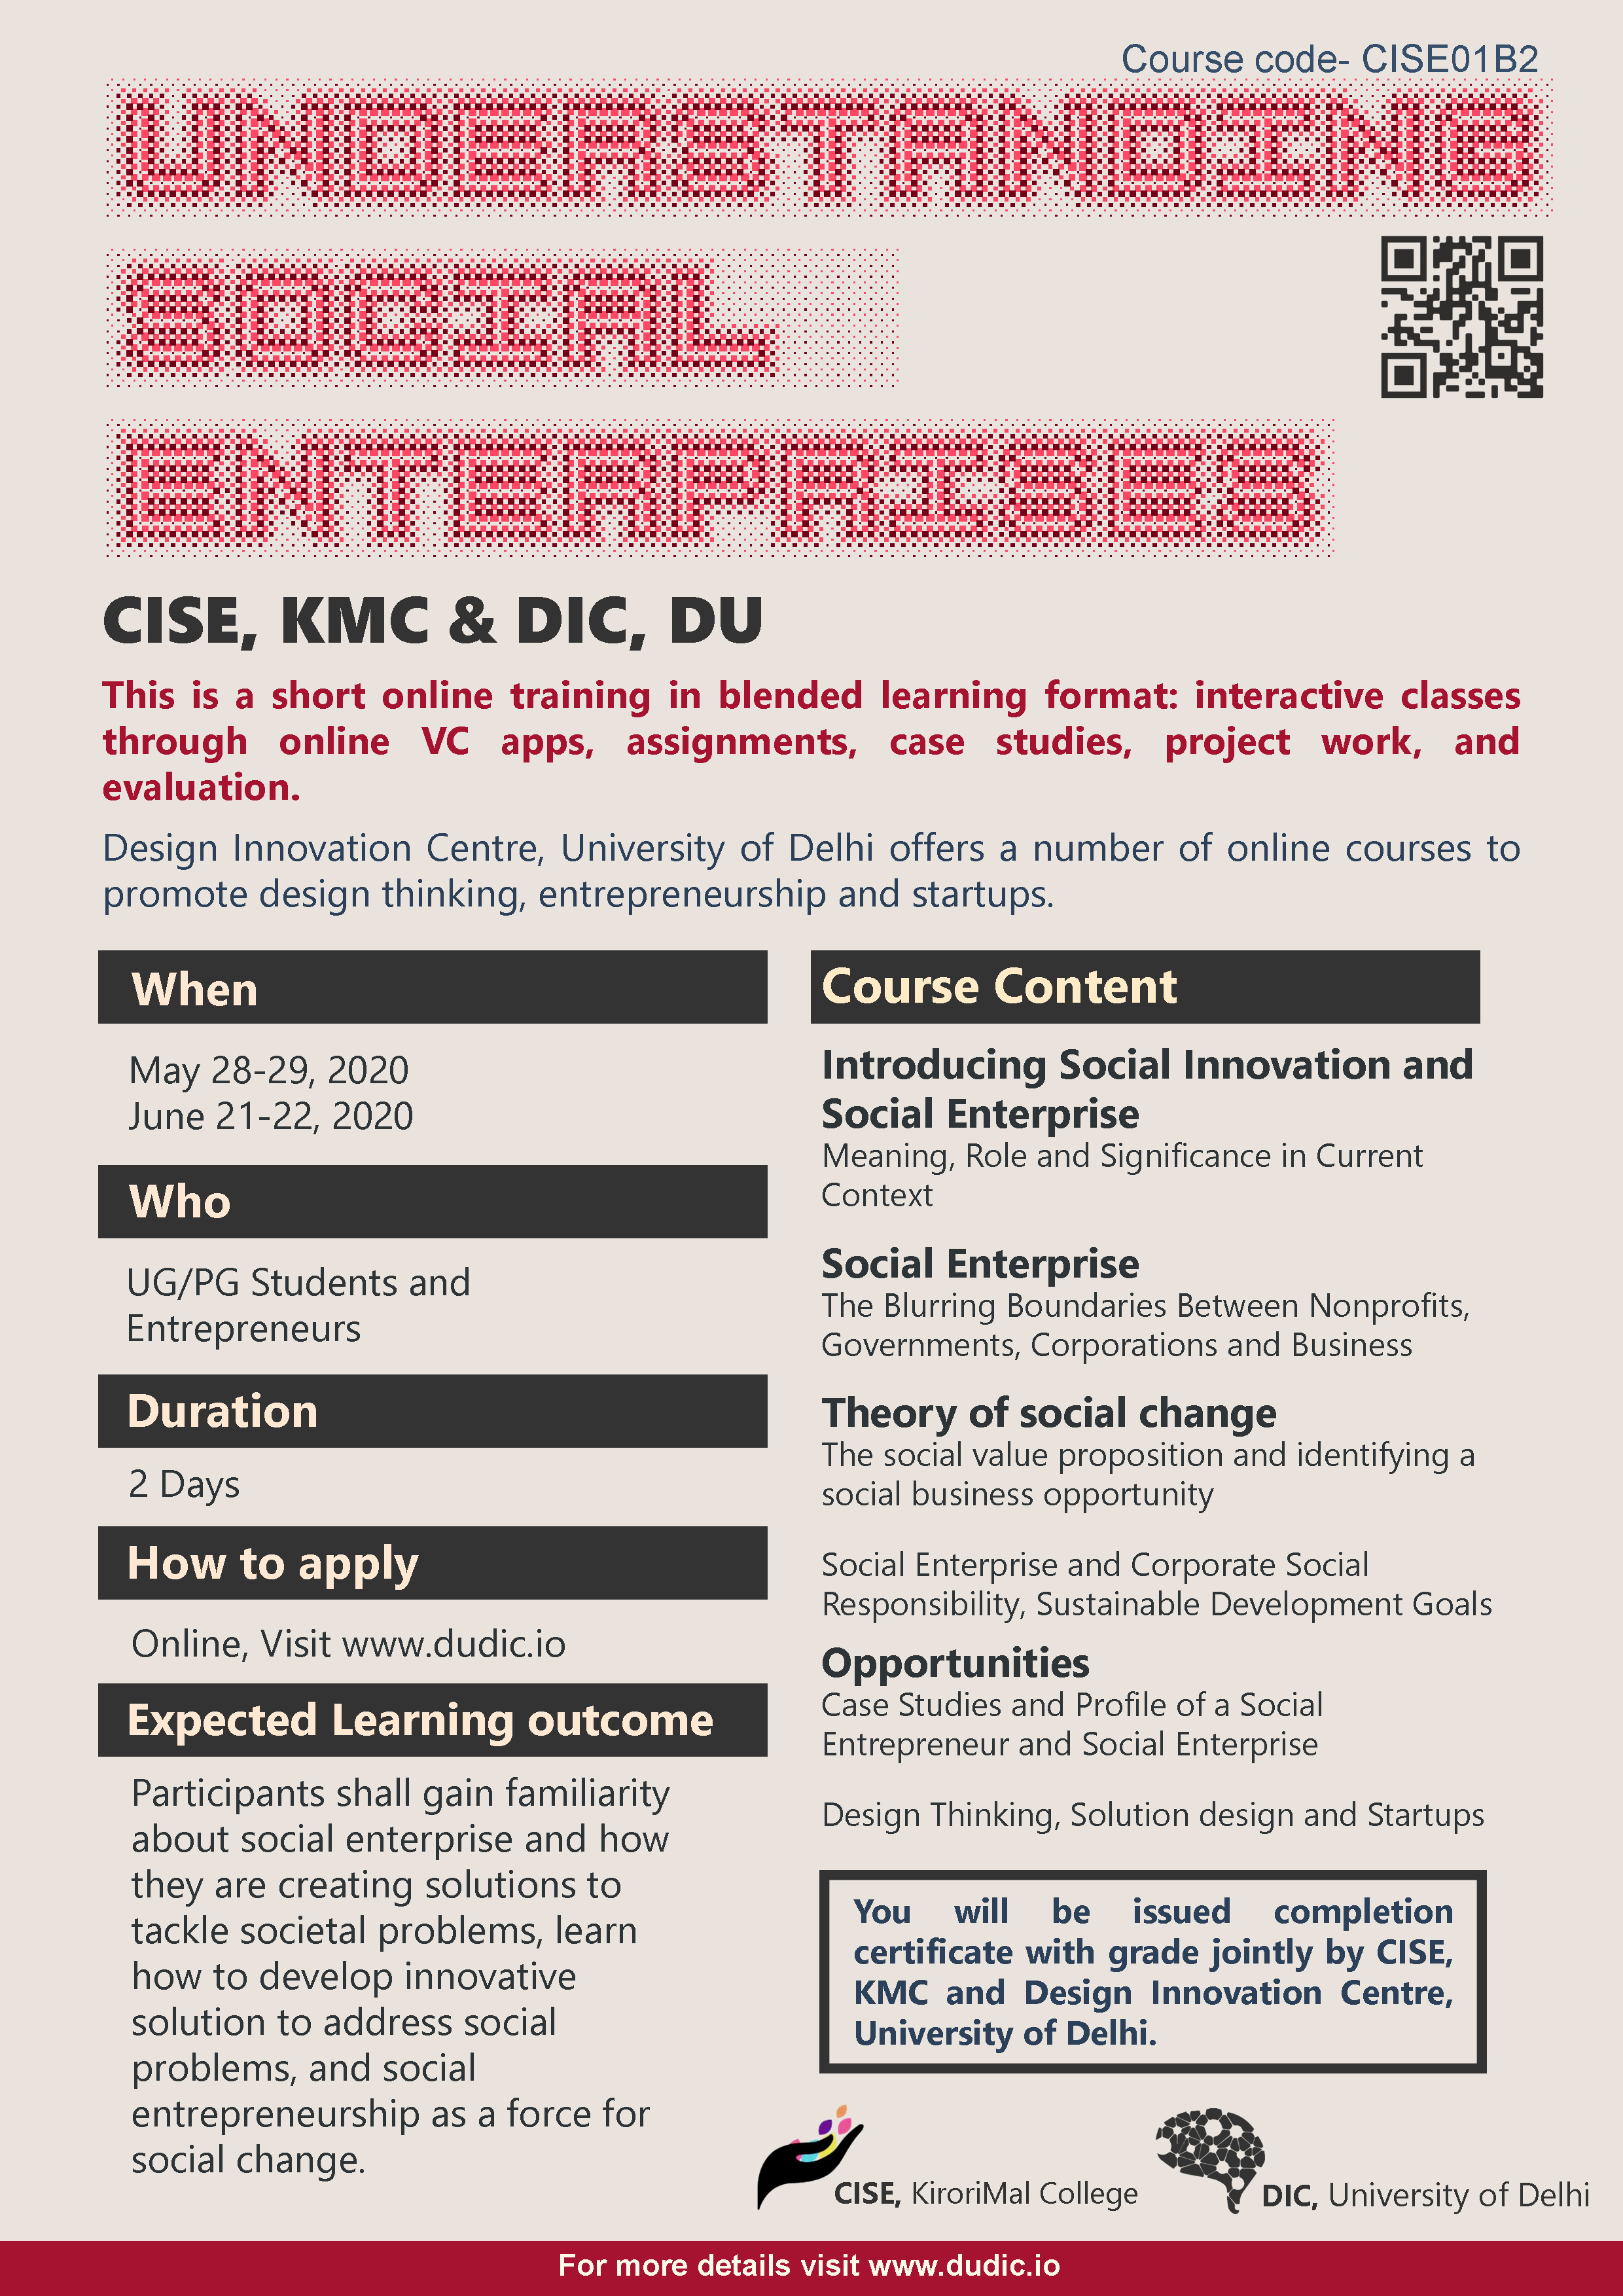 Course code- CISE01B2
UNDERSTANDING
SOCIAL
ENTERPRISES
CISE, KMC & DIC, DU
This is a short online training in blended learning format: interactive classes
through online VC apps, assignments, case studies, project work, and
evaluation.
Design Innovation Centre, University of Delhi offers a number of online courses to
promote design thinking, entrepreneurship and startups.
When
May 28-29, 2020
June 21-22, 2020
Who
UG/PG Students and
Entrepreneurs
Duration
2 Days
How to apply
Online, Visit www.dudic.io
Expected Learning outcome
Participants shall gain familiarity
about social enterprise and how
they are creating solutions to
tackle societal problems, learn
how to develop innovative
solution to address social
problems, and social
entrepreneurship as a force for
social change.
Course Content
Introducing Social Innovation and
Social Enterprise
Meaning, Role and Significance in Current
Context
Social Enterprise
The Blurring Boundaries Between Nonprofits,
Governments, Corporations and Business
Theory of social change
The social value proposition and identifying a
social business opportunity
Social Enterprise and Corporate Social
Responsibility, Sustainable Development Goals
Opportunities
Case Studies and Profile of a Social
Entrepreneur and Social Enterprise
Design Thinking, Solution design and Startups
You will be issued completion
certificate with grade jointly by CISE,
KMC and Design Innovation Centre,
University of Delhi.
CISE, KiroriMal College
DIC, University of Delhi
For more details visit www.dudic.io